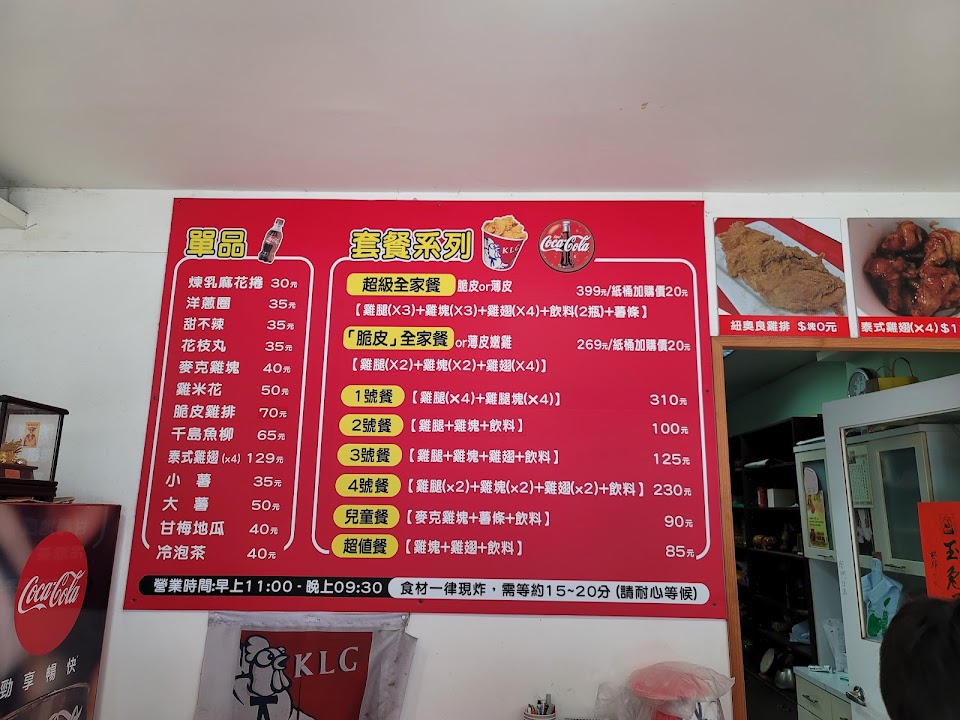 單品
煉乳麻花捲 30元
洋蔥圈 35元
甜不辣 35元
花枝丸 35元
麥克雞塊 40元
雞米花 50元
脆皮雞排 70元
千島魚柳 65元
泰式雞翅(x4) 129元
小薯 35元
大薯 50元
甘梅地瓜 40元
冷泡茶 40元
套餐系列
KLG
Coca-Cola
超級全家餐 脆皮or薄皮 399元/紙桶加購價20元
【雞腿(X3)+雞塊(X3)+雞翅(X4)+飲料(2瓶)+薯條】
「脆皮」全家餐 or薄皮嫩雞 269元/紙桶加購價20元
【雞腿(X2)+雞塊(X2)+雞翅(X4)】
1號餐【雞腿(x4)+雞腿塊(x4)】 310元
2號餐【雞腿+雞塊+飲料】 100元
3號餐【雞腿+雞塊+雞翅+飲料】 125元
4號餐【雞腿(x2)+雞塊(x2)+雞翅(x2)+飲料】 230元
兒童餐【麥克雞塊+薯條+飲料】 90元
超值餐【雞塊+雞翅+飲料】 85元
營業時間:早上11:00 - 晚上09:30
食材一律現炸，需等約15~20分 (請耐心等候)
紐奧良雞排
泰式雞翅(x4) $1
Coca-Cola
勁享暢快
KLG